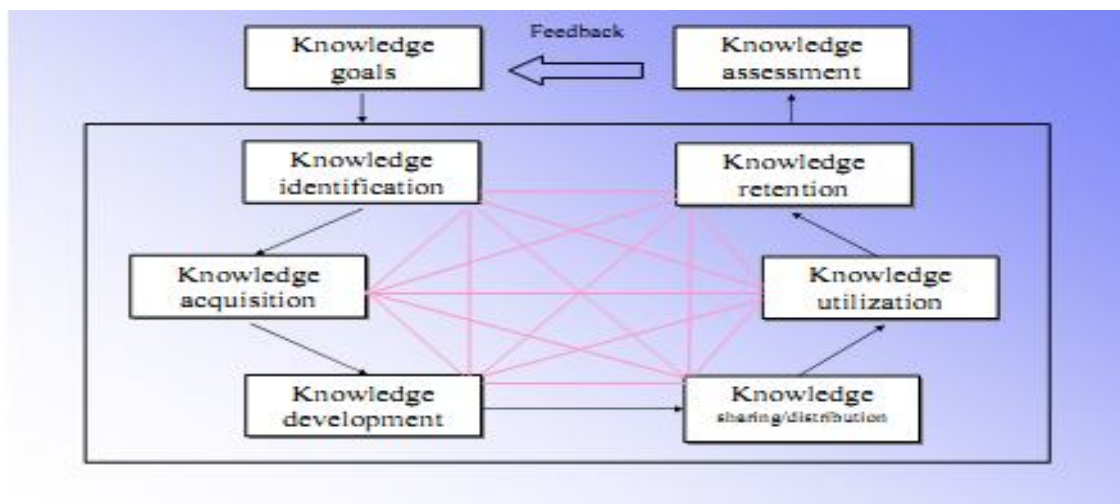 Knowledge
goals
Feedback
Knowledge
assessment
Knowledge
identification
Knowledge
retention
Knowledge
acquisition
Knowledge
utilization
Knowledge
development
Knowledge
sharing/distribution